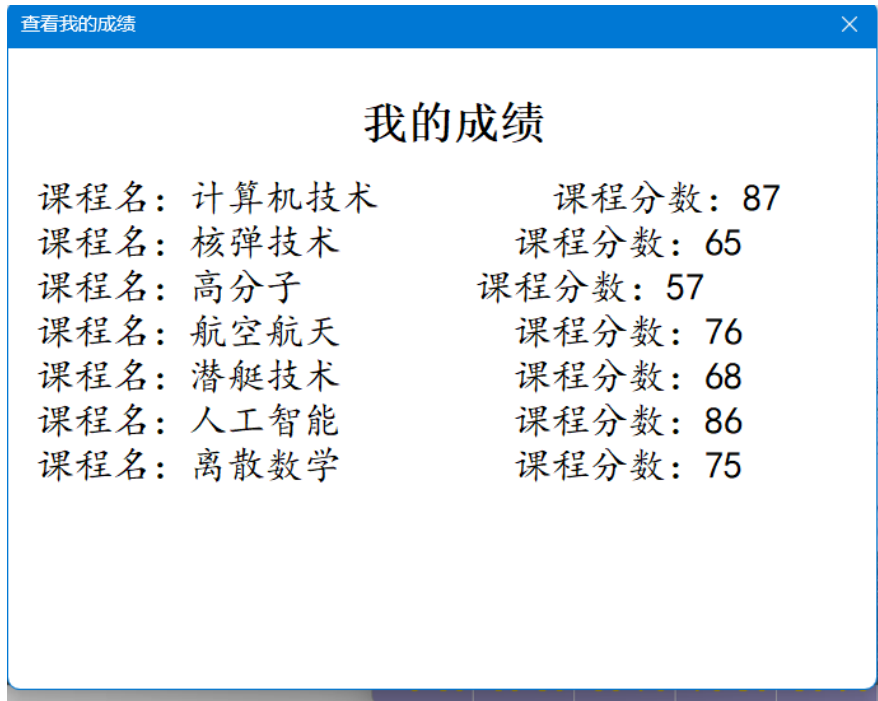 查看我的成绩
我的成绩
课程名：计算机技术 课程分数：87
课程名：核弹技术 课程分数：65
课程名：高分子 课程分数：57
课程名：航空航天 课程分数：76
课程名：潜艇技术 课程分数：68
课程名：人工智能 课程分数：86
课程名：离散数学 课程分数：75